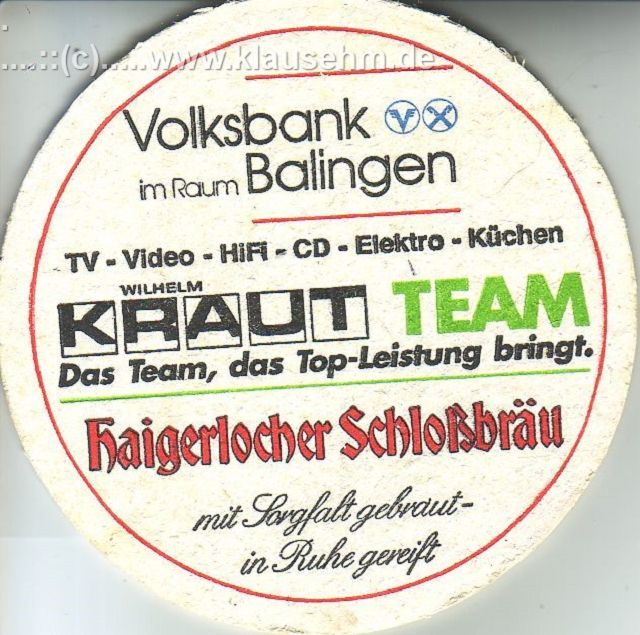 ....::(c).....www.klausehm.de
Volksbank
im Raum Balingen
TV - Video - HiFi - CD - Elektro - Küchen
WILHELM
KRAUT TEAM
Das Team, das Top-Leistung bringt.
Haigerlocher Schloßbräu
mit Sorgfalt gebraut-
in Ruhe gereift